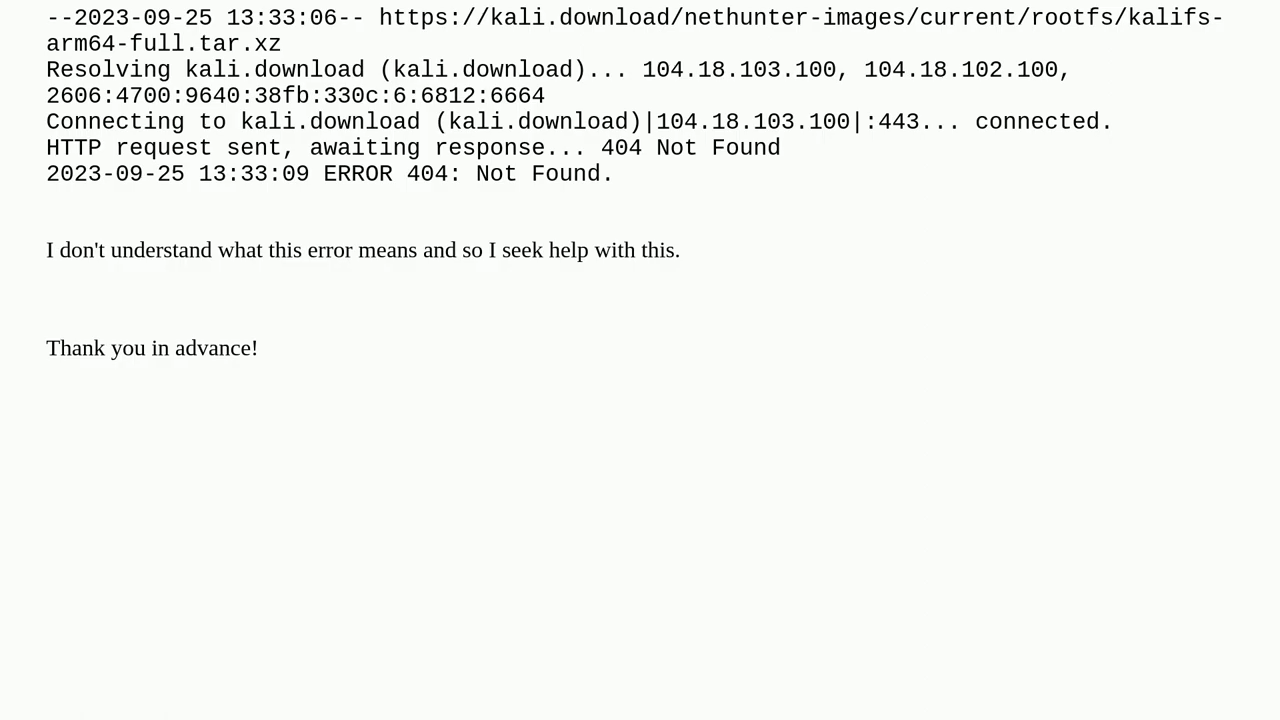 --2023-09-25 13:33:06-- https://kali.download/nethunter-images/current/rootfs/kalifs-
arm64-full.tar.xz
Resolving kali.download (kali.download)... 104.18.103.100, 104.18.102.100,
2606:4700:9640:38fb:330c:6:6812:6664
Connecting to kali.download (kali.download)|104.18.103.100|:443... connected.
HTTP request sent, awaiting response... 404 Not Found
2023-09-25 13:33:09 ERROR 404: Not Found.
I don't understand what this error means and so I seek help with this.
Thank you in advance!